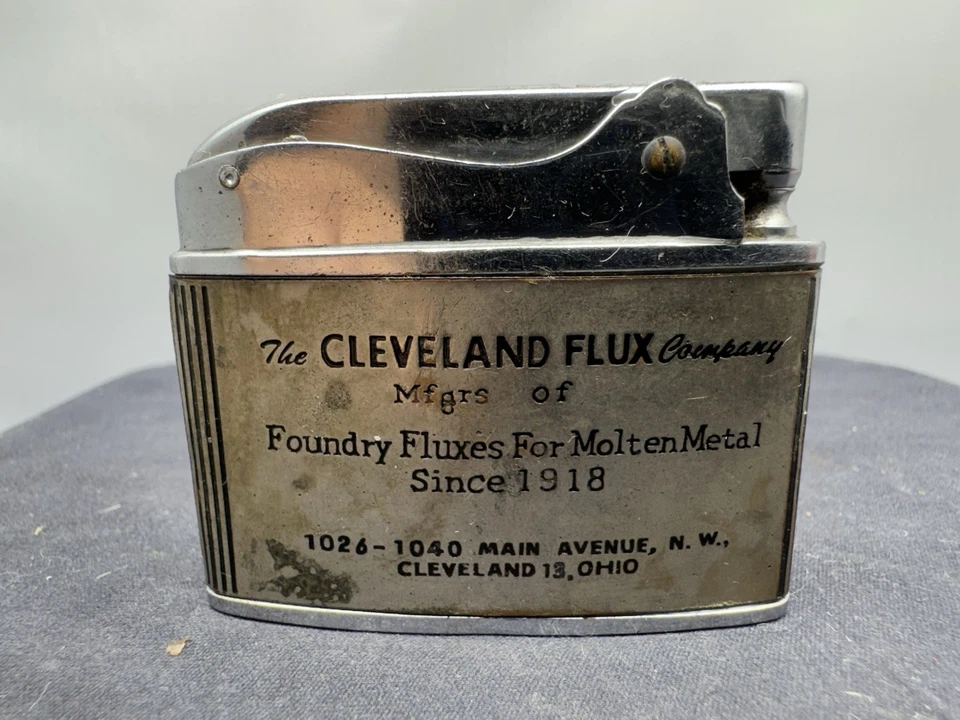 The CLEVELAND FLUX Company
Mfgrs of
Foundry Fluxes For Molten Metal
Since 1918
1026-1040 MAIN AVENUE, N. W.,
CLEVELAND 13, OHIO